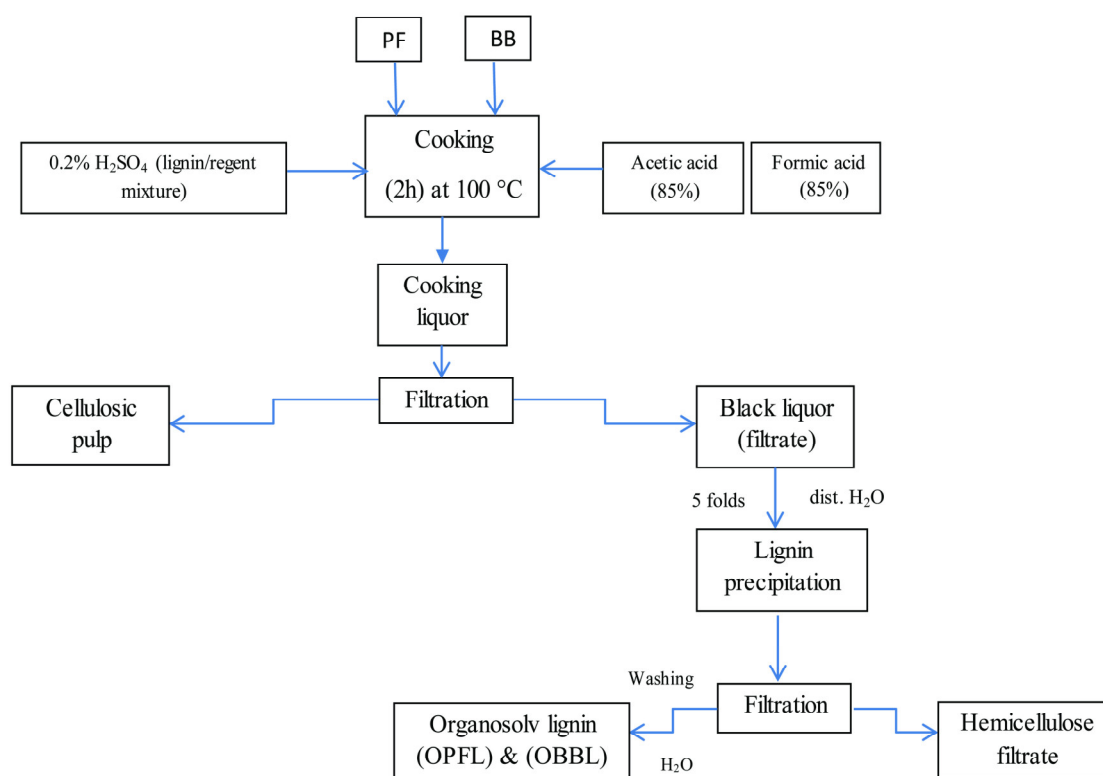 PF
BB
Cooking
(2h) at 100 °C
0.2% H₂SO₄ (lignin/regent
mixture)
Acetic acid
(85%)
Formic acid
(85%)
Cooking
liquor
Filtration
Cellulosic
pulp
Black liquor
(filtrate)
5 folds
dist. H₂O
Lignin
precipitation
Washing
Filtration
Organosolv lignin
(OPFL) & (OBBL)
H₂O
Hemicellulose
filtrate